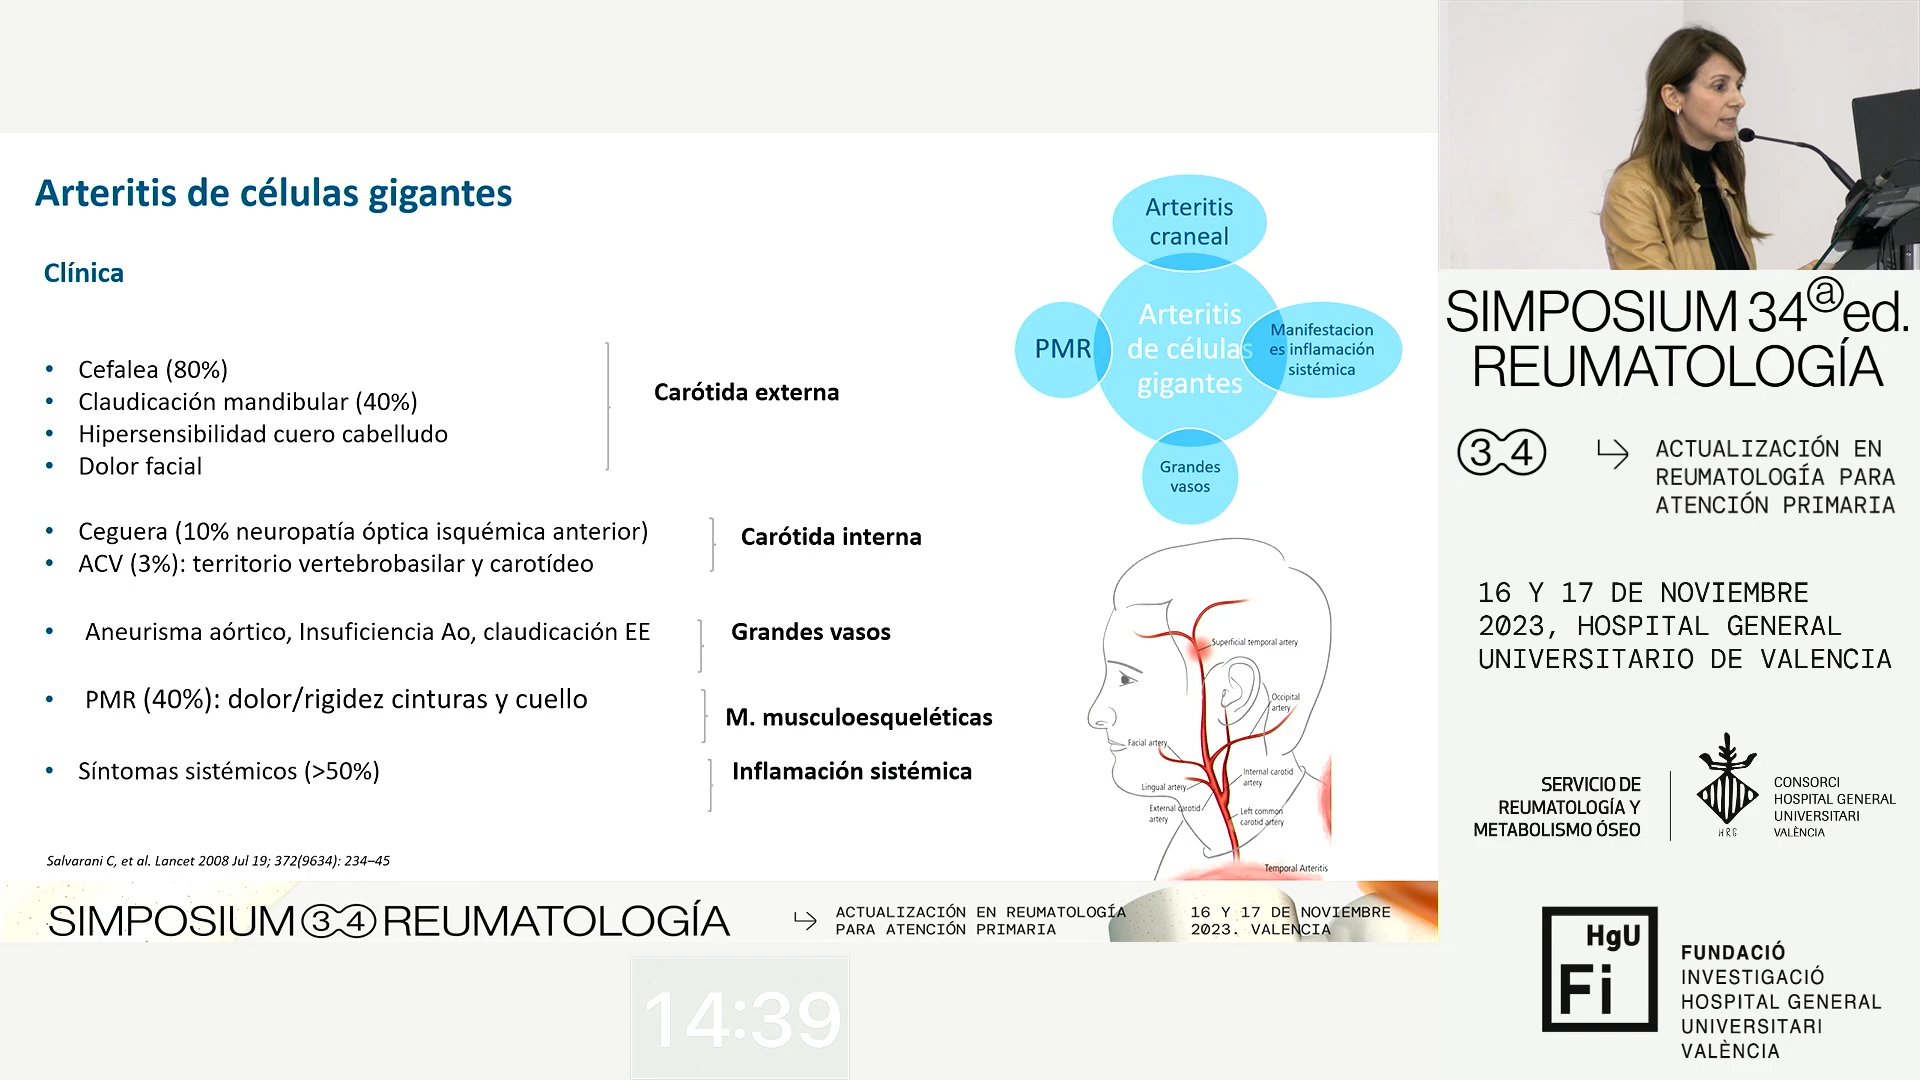 Arteritis de células gigantes
Clínica
• Cefalea (80%)
• Claudicación mandibular (40%)
• Hipersensibilidad cuero cabelludo
• Dolor facial
Carótida externa
• Ceguera (10% neuropatía óptica isquémica anterior)
• ACV (3%): territorio vertebrobasilar y carotídeo
Carótida interna
• Aneurisma aórtico, Insuficiencia Ao, claudicación EE
Grandes vasos
• PMR (40%): dolor/rigidez cinturas y cuello
M. musculoesqueléticas
• Síntomas sistémicos (>50%)
Inflamación sistémica
Salvarani C, et al. Lancet 2008 Jul 19; 372(9634): 234–45
Arteritis
craneal
PMR
Arteritis
de células
gigantes
Manifestacion
es inflamación
sistémica
Grandes
vasos
Superficial temporal artery
Occipital
artery
Facial artery
Internal carotid
artery
Lingual artery
External carotid
artery
Left common
carotid artery
Temporal Arteritis
SIMPOSIUM 34 REUMATOLOGÍA
ACTUALIZACIÓN EN REUMATOLOGÍA
PARA ATENCIÓN PRIMARIA
16 Y 17 DE NOVIEMBRE
2023. VALENCIA
14:39
SIMPOSIUM 34ⓐed.
REUMATOLOGÍA
34
ACTUALIZACIÓN EN
REUMATOLOGÍA PARA
ATENCIÓN PRIMARIA
16 Y 17 DE NOVIEMBRE
2023, HOSPITAL GENERAL
UNIVERSITARIO DE VALENCIA
SERVICIO DE
REUMATOLOGÍA Y
METABOLISMO ÓSEO
HRG
CONSORCI
HOSPITAL GENERAL
UNIVERSITARI
VALÈNCIA
HgU
Fi
FUNDACIÓ
INVESTIGACIÓ
HOSPITAL GENERAL
UNIVERSITARI
VALÈNCIA